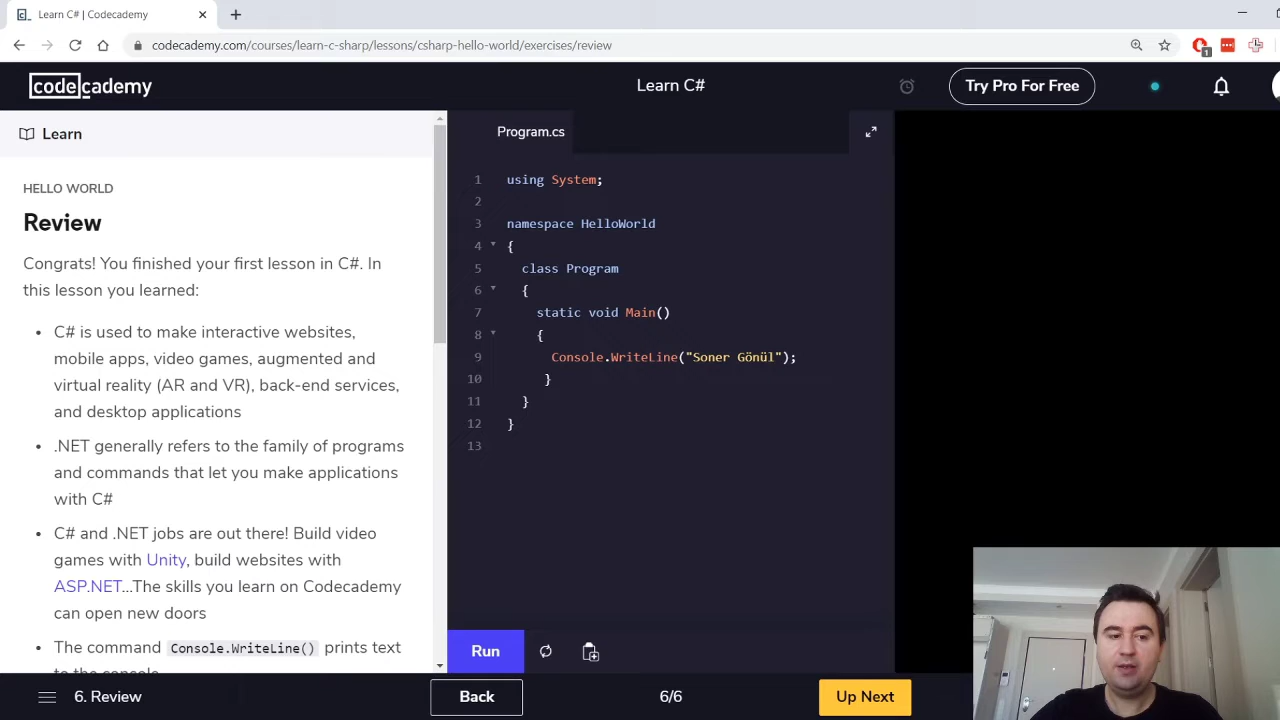 Learn C# | Codecademy
codecademy.com/courses/learn-c-sharp/lessons/csharp-hello-world/exercises/review
1
codecademy
Learn C#
Try Pro For Free
Learn
HELLO WORLD
Review
Congrats! You finished your first lesson in C#. In
this lesson you learned:
• C# is used to make interactive websites,
mobile apps, video games, augmented and
virtual reality (AR and VR), back-end services,
and desktop applications
• .NET generally refers to the family of programs
and commands that let you make applications
with C#
• C# and .NET jobs are out there! Build video
games with Unity, build websites with
ASP.NET...The skills you learn on Codecademy
can open new doors
• The command Console.WriteLine() prints text
to the console
Program.cs
1 using System;
2
3 namespace HelloWorld
4 {
5 class Program
6 {
7 static void Main()
8 {
9 Console.WriteLine("Soner Gönül");
10 }
11 }
12 }
13
Run
6. Review
Back
6/6
Up Next